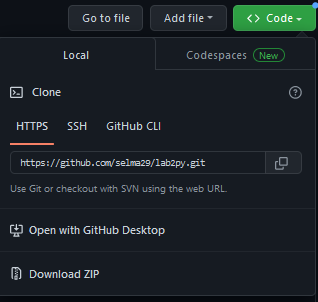 Go to file Add file Code
Local Codespaces New
Clone
HTTPS SSH GitHub CLI
https://github.com/selma29/lab2py.git
Use Git or checkout with SVN using the web URL.
Open with GitHub Desktop
Download ZIP